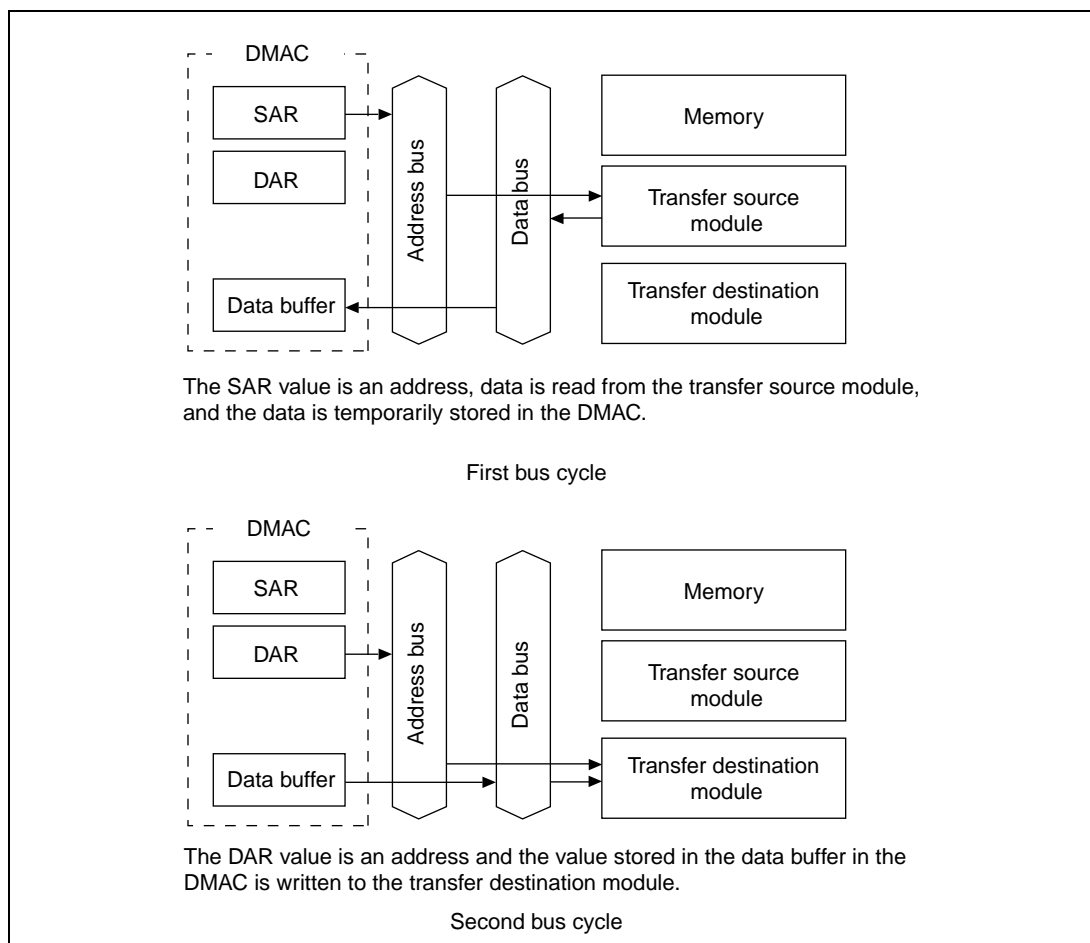 DMAC
SAR
DAR
Data buffer
Address bus
Data bus
Memory
Transfer source
module
Transfer destination
module
The SAR value is an address, data is read from the transfer source module,
and the data is temporarily stored in the DMAC.
First bus cycle
DMAC
SAR
DAR
Data buffer
Address bus
Data bus
Memory
Transfer source
module
Transfer destination
module
The DAR value is an address and the value stored in the data buffer in the
DMAC is written to the transfer destination module.
Second bus cycle